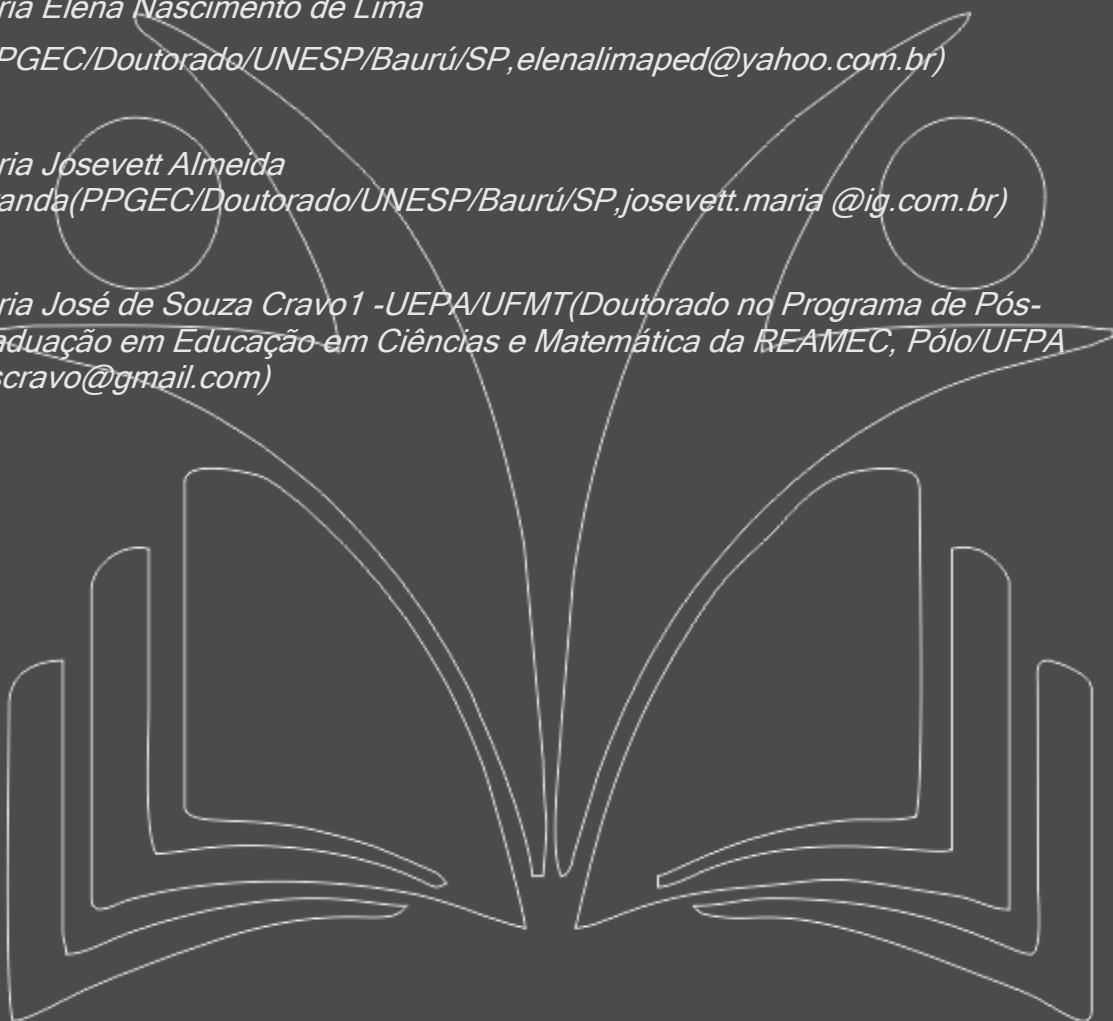 ria Elena Nascimento de Lima
PGEC/Doutorado/UNESP/Baurú/SP,elenalimaped@yahoo.com.br)
ria Josevett Almeida
anda(PPGEC/Doutorado/UNESP/Baurú/SP,josevett.maria @ig.com.br)
ria José de Souza Cravo1 -UEPA/UFMT(Doutorado no Programa de Pós-
aduação em Educação em Ciências e Matemática da REAMEC, Pólo/UFPA
scravo@gmail.com)